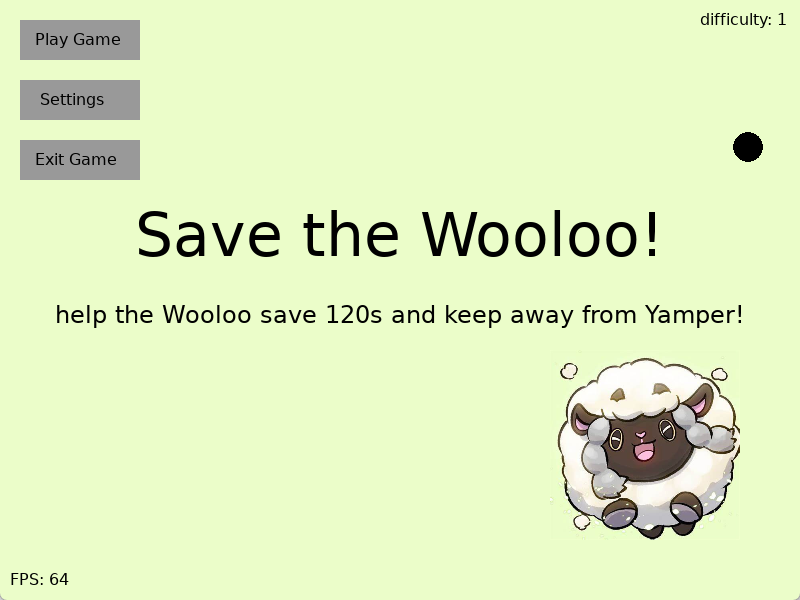 difficulty: 1
Play Game
Settings
Exit Game
Save the Wooloo!
help the Wooloo save 120s and keep away from Yamper!
FPS: 64